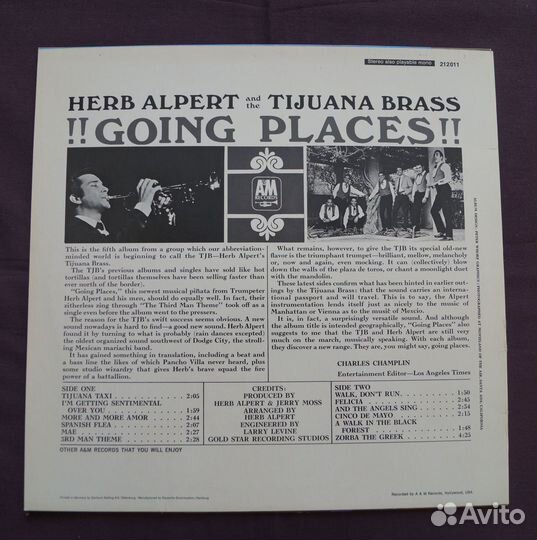 Stereo also playable mono 212011
HERB ALPERT and the TIJUANA BRASS
!!GOING PLACES!!
A&M
RECORDS
This is the fifth album from a group which our abbreviation-
minded world is beginning to call the TJB—Herb Alpert's
Tijuana Brass.
The TJB's previous albums and singles have sold like hot
tortillas (and tortillas themselves have been selling faster than
ever north of the border).
"Going Places," this newest musical piñata from Trumpeter
Herb Alpert and his men, should do equally well. In fact, their
zitherless zing through "The Third Man Theme" took off as a
single even before the album went to the pressers.
The reason for the TJB's swift success seems obvious. A new
sound nowadays is hard to find—a good new sound. Herb Alpert
found it by turning to what is probably (rain dances excepted)
the oldest organized sound southwest of Dodge City, the stroll-
ing Mexican mariachi band.
It has gained something in translation, including a beat and
a bass line the likes of which Pancho Villa never heard, plus
some studio wizardry that gives Herb's brave squad the fire
power of a battallion.
What remains, however, to give the TJB its special old-new
flavor is the triumphant trumpet—brilliant, mellow, melancholy
or, now and again, even mocking. It can (collectively) blow
down the walls of the plaza de toros, or chant a moonlight duet
with the mandolin.
These latest sides confirm what has been hinted in earlier out-
ings by the Tijuana Brass: that the sound carries an interna-
tional passport and will travel. This is to say, the Alpert
instrumentation lends itself just as nicely to the music of
Manhattan or Vienna as to the music of Mexcio.
It is, in fact, a surprisingly versatile sound. And although
the album title is intended geographically, "Going Places" also
suggests to me that the TJB and Herb Alpert are still very
much on the march, musically speaking. With each album,
they discover a new range. They are, you might say, going places.
CHARLES CHAMPLIN
Entertainment Editor—Los Angeles Times
SIDE ONE
TIJUANA TAXI 2:05
I'M GETTING SENTIMENTAL
OVER YOU 1:59
MORE AND MORE AMOR 2:44
SPANISH FLEA 2:07
MAE 2:27
3RD MAN THEME 2:28
CREDITS:
PRODUCED BY
HERB ALPERT & JERRY MOSS
ARRANGED BY
HERB ALPERT
ENGINEERED BY
LARRY LEVINE
GOLD STAR RECORDING STUDIOS
SIDE TWO
WALK, DON'T RUN 1:50
FELICIA 2:45
AND THE ANGELS SING 2:54
CINCO DE MAYO 2:15
A WALK IN THE BLACK
FOREST 1:48
ZORBA THE GREEK 4:25
OTHER A&M RECORDS THAT YOU WILL ENJOY
Recorded by A & M Records, Hollywood, USA
Avito